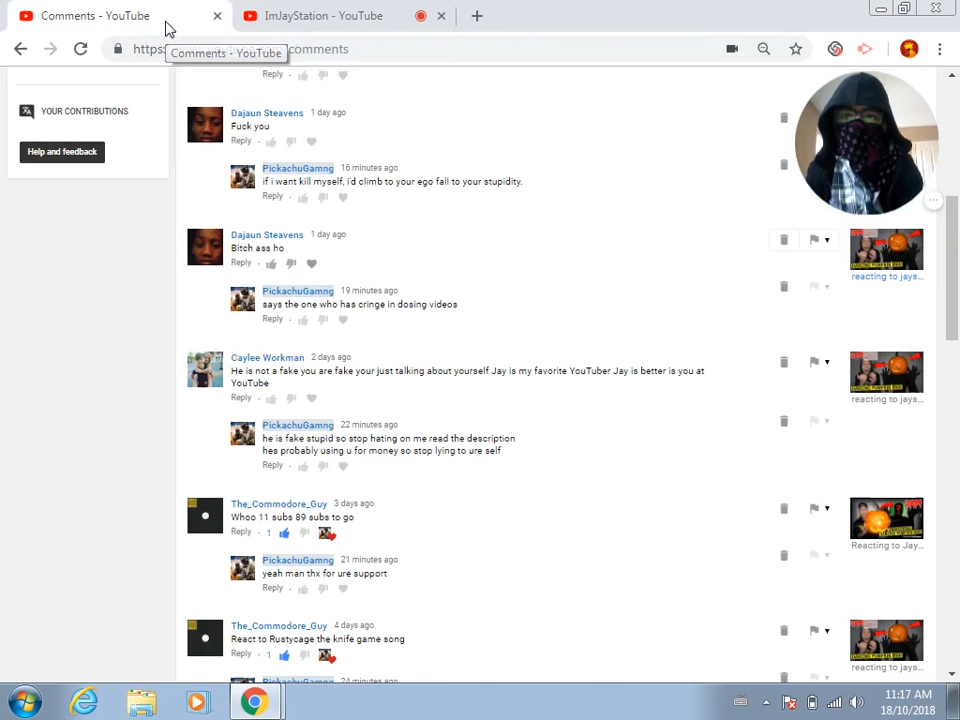 Comments - YouTube
ImJayStation - YouTube
https:
comments
Comments - YouTube
Reply
YOUR CONTRIBUTIONS
Help and feedback
Dajaun Steavens 1 day ago
Fuck you
Reply
PickachuGamng 16 minutes ago
if i want kill myself, i'd climb to your ego fall to your stupidity.
Reply
Dajaun Steavens 1 day ago
Bitch ass ho
Reply
reacting to jays...
PickachuGamng 19 minutes ago
says the one who has cringe in dosing videos
Reply
Caylee Workman 2 days ago
He is not a fake you are fake your just talking about yourself Jay is my favorite YouTuber Jay is better is you at
YouTube
Reply
reacting to jays...
PickachuGamng 22 minutes ago
he is fake stupid so stop hating on me read the description
hes probably using u for money so stop lying to ure self
Reply
The_Commodore_Guy 3 days ago
Whoo 11 subs 89 subs to go
Reply 1
Reacting to Jay...
PickachuGamng 21 minutes ago
yeah man thx for ure support
Reply
The_Commodore_Guy 4 days ago
React to Rustycage the knife game song
Reply 1
reacting to jays...
PickachuGamng 24 minutes ago
11:17 AM
18/10/2018